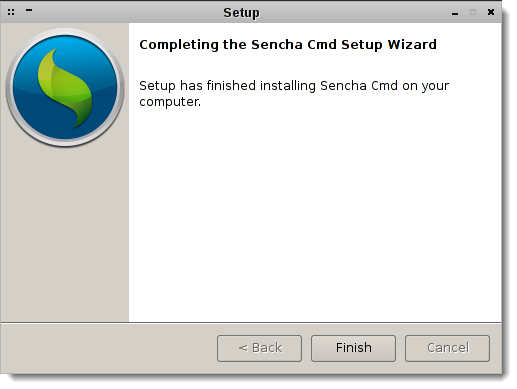 Setup
Completing the Sencha Cmd Setup Wizard
Setup has finished installing Sencha Cmd on your
computer.
< Back
Finish
Cancel